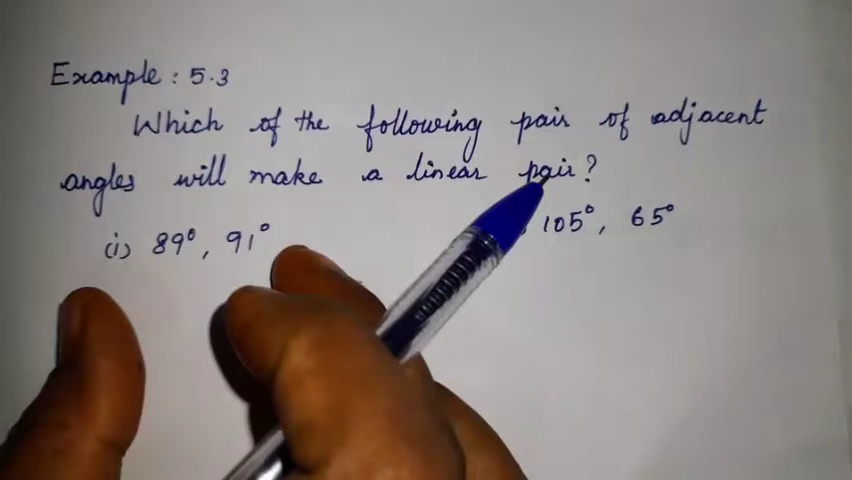 Example : 5.3
Which of the following pair of adjacent
angles will make a linear pair?
(i) 89°, 91° 105°, 65°